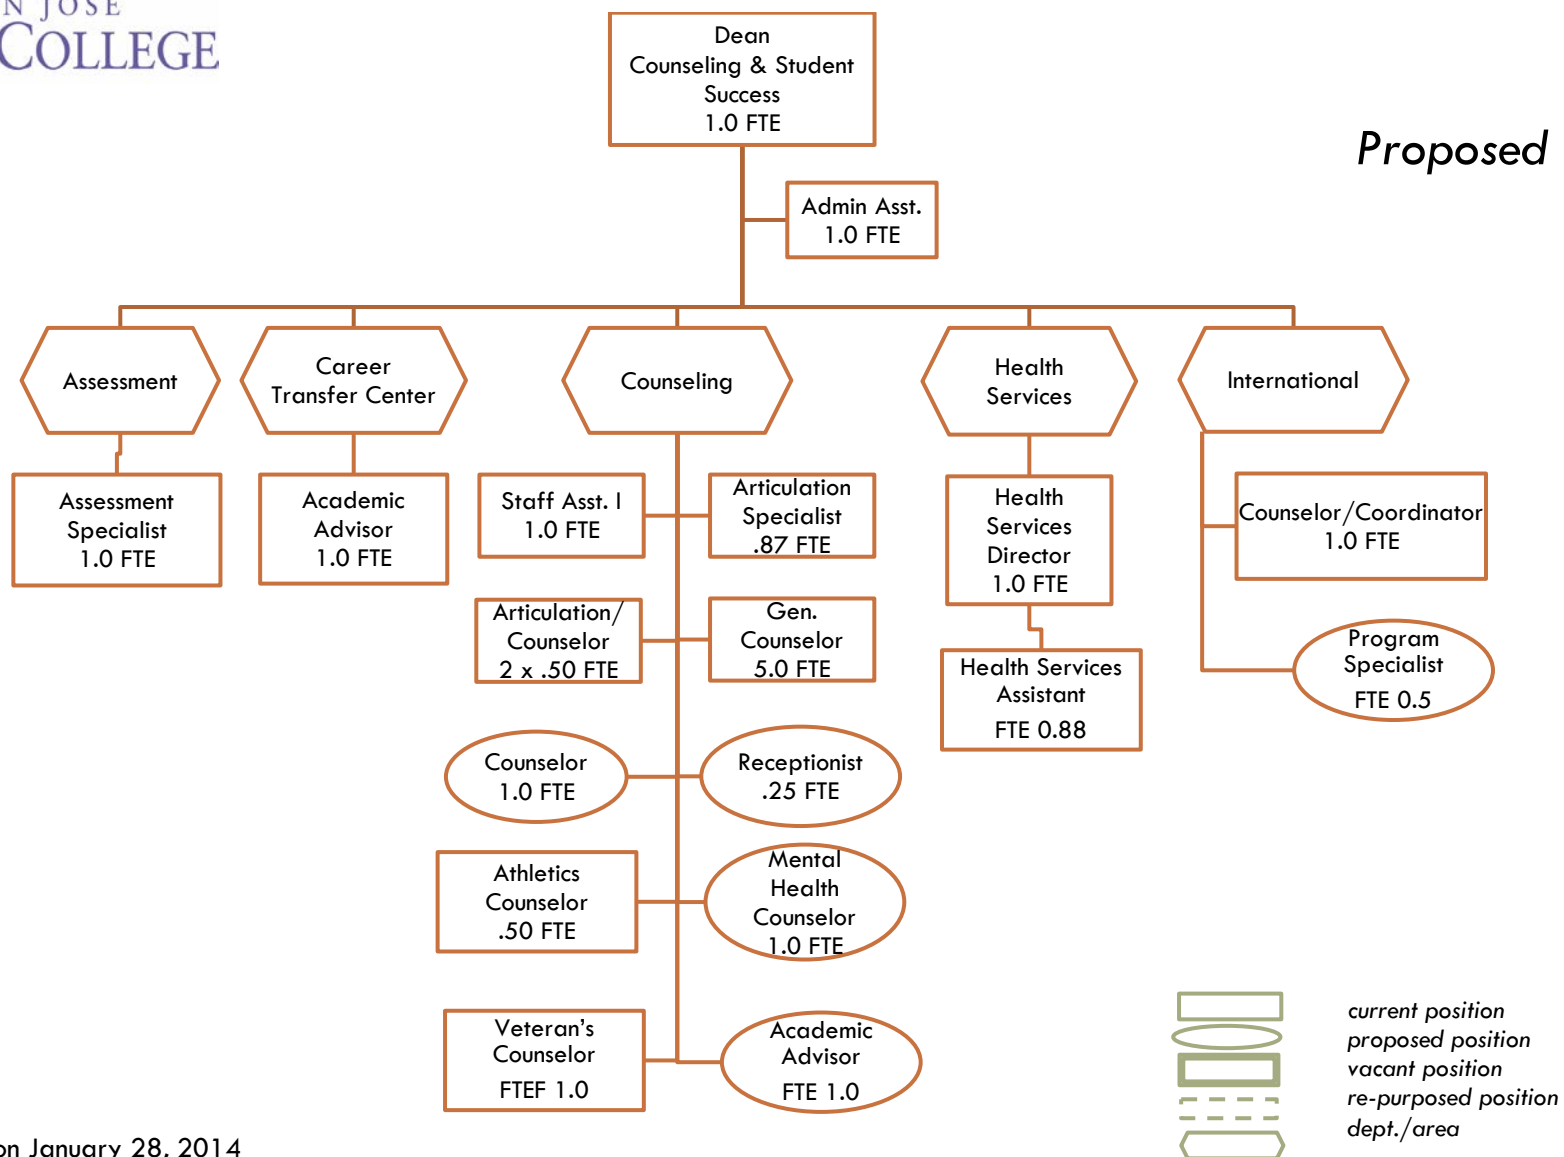 N JOSE
COLLEGE
Dean
Counseling & Student
Success
1.0 FTE
Proposed
Admin Asst.
1.0 FTE
Assessment
Career
Transfer Center
Counseling
Health
Services
International
Assessment
Specialist
1.0 FTE
Academic
Advisor
1.0 FTE
Staff Asst. I
1.0 FTE
Articulation
Specialist
.87 FTE
Health
Services
Director
1.0 FTE
Counselor/Coordinator
1.0 FTE
Articulation/
Counselor
2 x .50 FTE
Gen.
Counselor
5.0 FTE
Health Services
Assistant
FTE 0.88
Program
Specialist
FTE 0.5
Counselor
1.0 FTE
Receptionist
.25 FTE
Athletics
Counselor
.50 FTE
Mental
Health
Counselor
1.0 FTE
Veteran's
Counselor
FTEF 1.0
Academic
Advisor
FTE 1.0
current position
proposed position
vacant position
re-purposed position
dept./area
on January 28, 2014